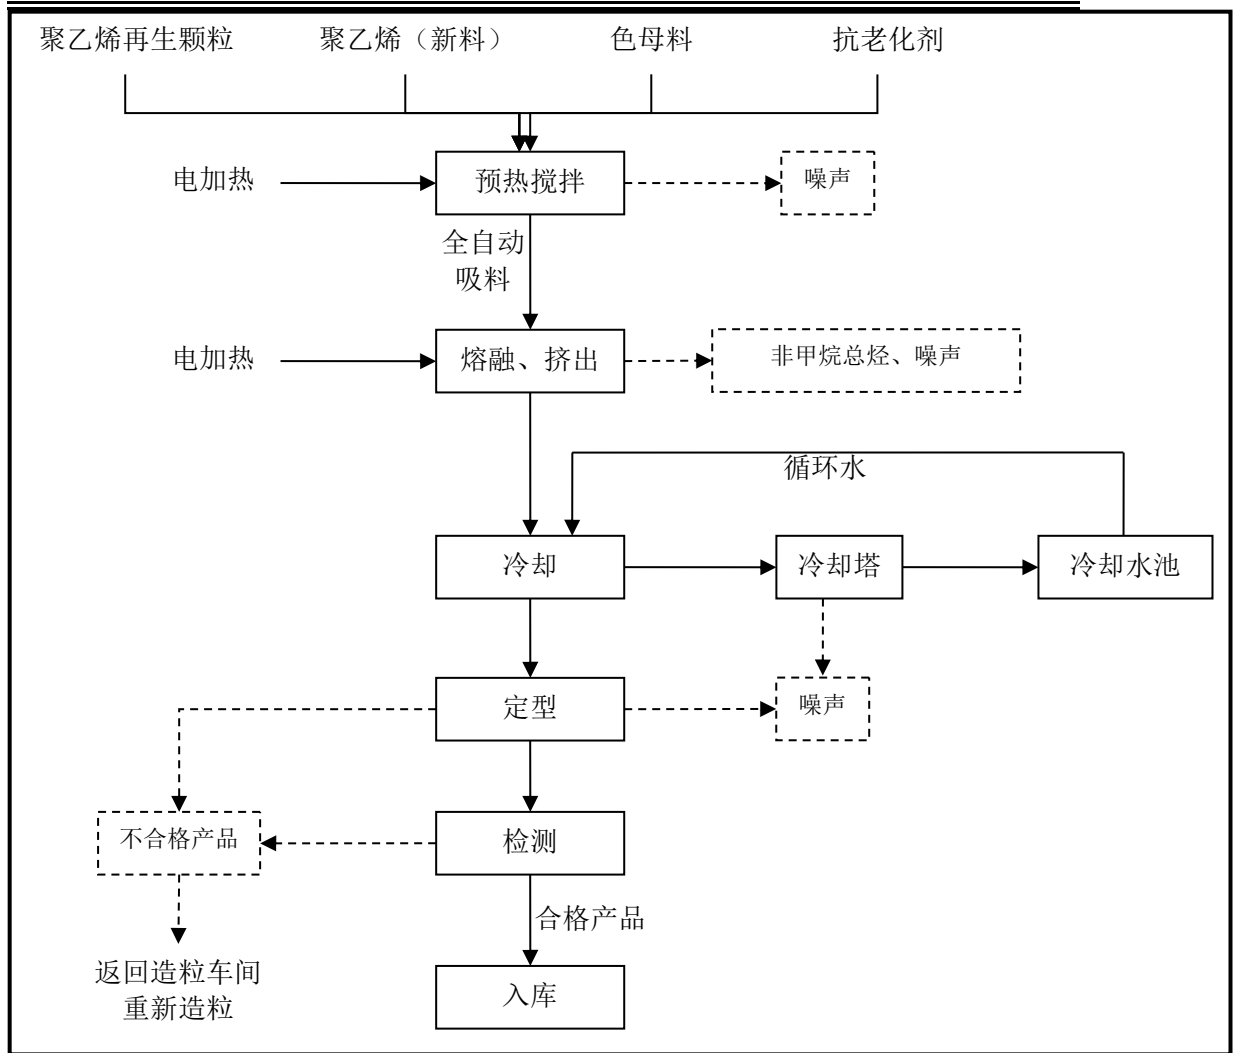 聚乙烯再生颗粒
聚乙烯（新料）
色母料
抗老化剂
电加热
预热搅拌
噪声
全自动
吸料
电加热
熔融、挤出
非甲烷总烃、噪声
循环水
冷却
冷却塔
冷却水池
定型
噪声
不合格产品
检测
合格产品
返回造粒车间
重新造粒
入库